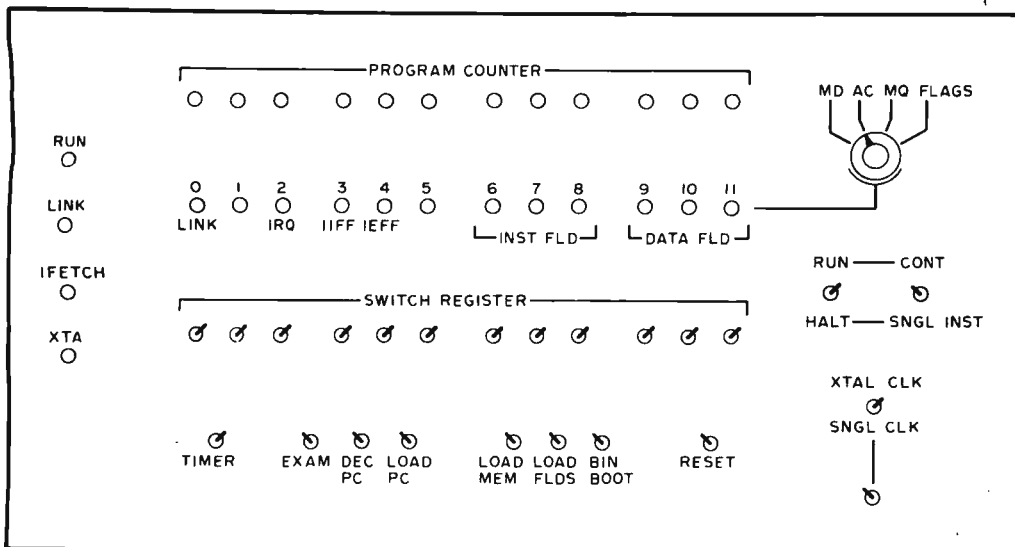 PROGRAM COUNTER
MD AC MQ FLAGS
RUN
LINK
IFETCH
XTA
0 1 2 3 4 5 6 7 8 9 10 11
LINK IRQ IIFF IEFF INST FLD DATA FLD
RUN CONT
HALT SNGL INST
SWITCH REGISTER
XTAL CLK
SNGL CLK
TIMER
EXAM
DEC
PC
LOAD
PC
LOAD
MEM
LOAD
FLDS
BIN
BOOT
RESET